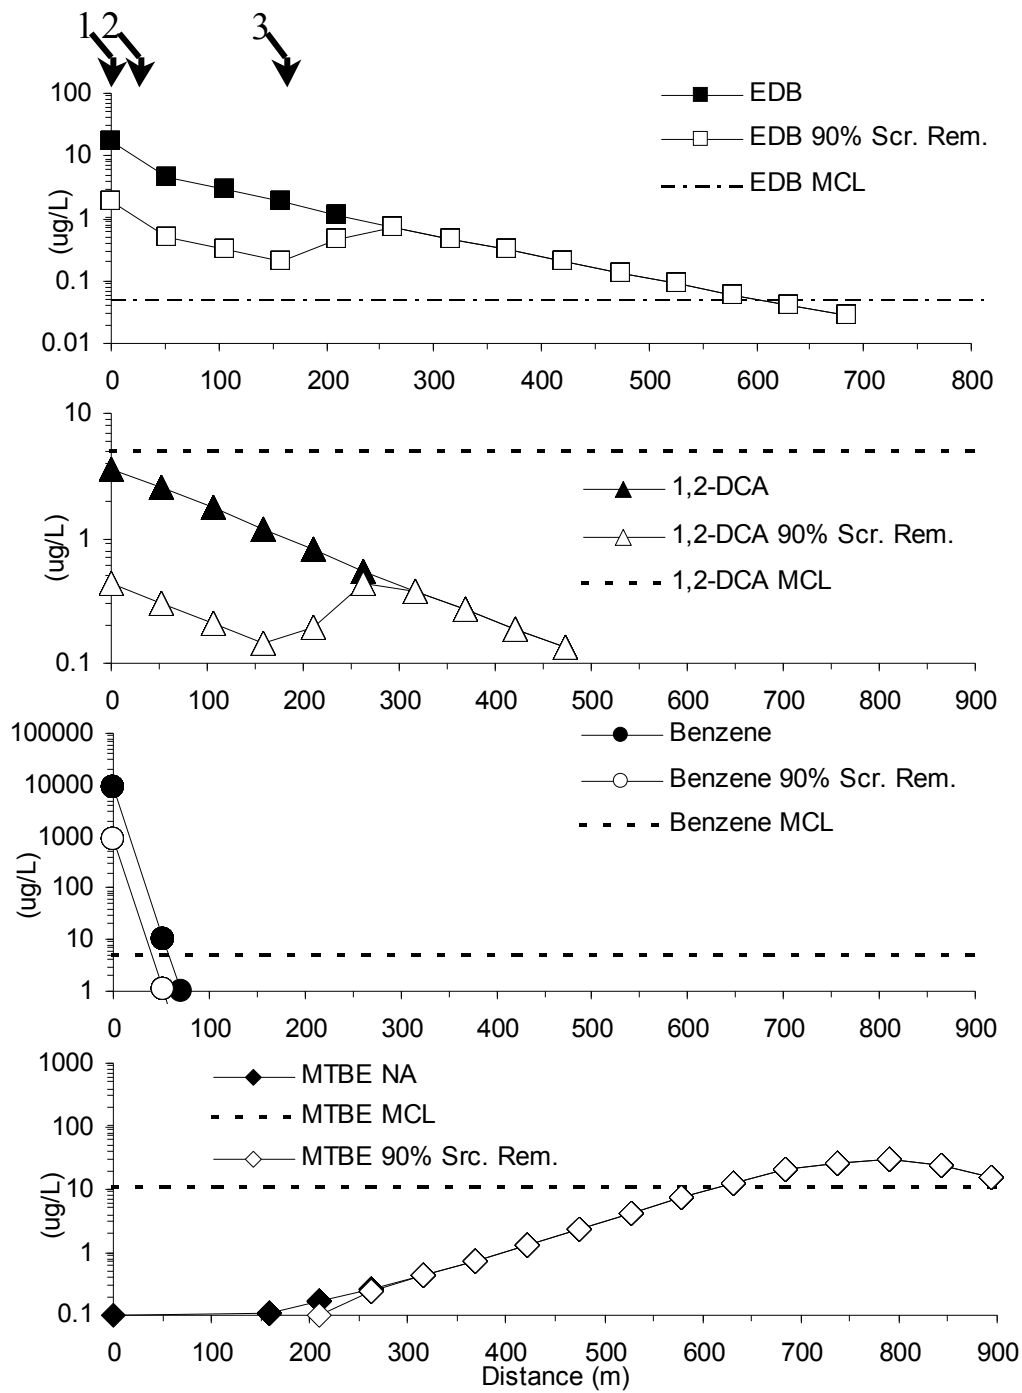 1 2 3
EDB
EDB 90% Scr. Rem.
EDB MCL
(ug/L)
100
10
1
0.1
0.01
0 100 200 300 400 500 600 700 800
1,2-DCA
1,2-DCA 90% Scr. Rem.
1,2-DCA MCL
(ug/L)
10
1
0.1
0 100 200 300 400 500 600 700 800 900
Benzene
Benzene 90% Scr. Rem.
Benzene MCL
(ug/L)
100000
10000
1000
100
10
1
0 100 200 300 400 500 600 700 800 900
MTBE NA
MTBE MCL
MTBE 90% Src. Rem.
(ug/L)
1000
100
10
1
0.1
0 100 200 300 400 500 600 700 800 900
Distance (m)